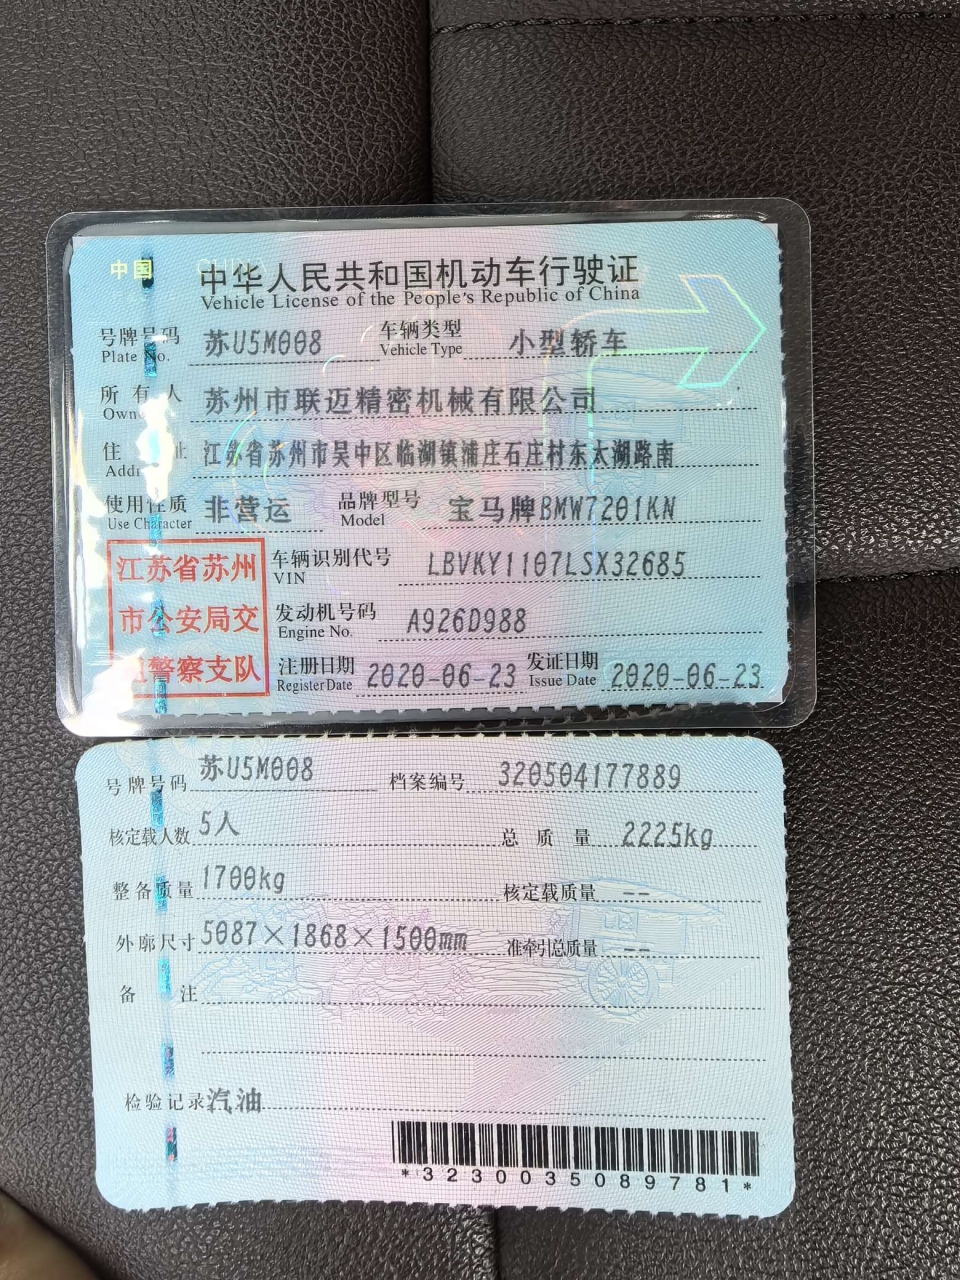 中国 CHINA
中华人民共和国机动车行驶证
Vehicle License of the People's Republic of China
号牌号码 苏U5M008 车辆类型 小型轿车
Plate No. Vehicle Type
所有人 苏州市联迈精密机械有限公司
住址 江苏省苏州市吴中区临湖镇浦庄石庄村东太湖路南
使用性质 非营运 品牌型号 宝马牌BMW7201KN
Use Character Model
江苏省苏州
市公安局交
警察支队
车辆识别代号 LBVKY1107LSX32685
VIN
发动机号码 A926D988
Engine No.
注册日期 2020-06-23 发证日期 2020-06-23
Register Date Issue Date
号牌号码 苏U5M008 档案编号 320504177889
核定载人数 5人 总质量 2225kg
整备质量 1700kg 核定载质量 --
外廓尺寸 5087×1868×1500mm 准牵引总质量 --
备注
检验记录 汽油
*3230035089781*